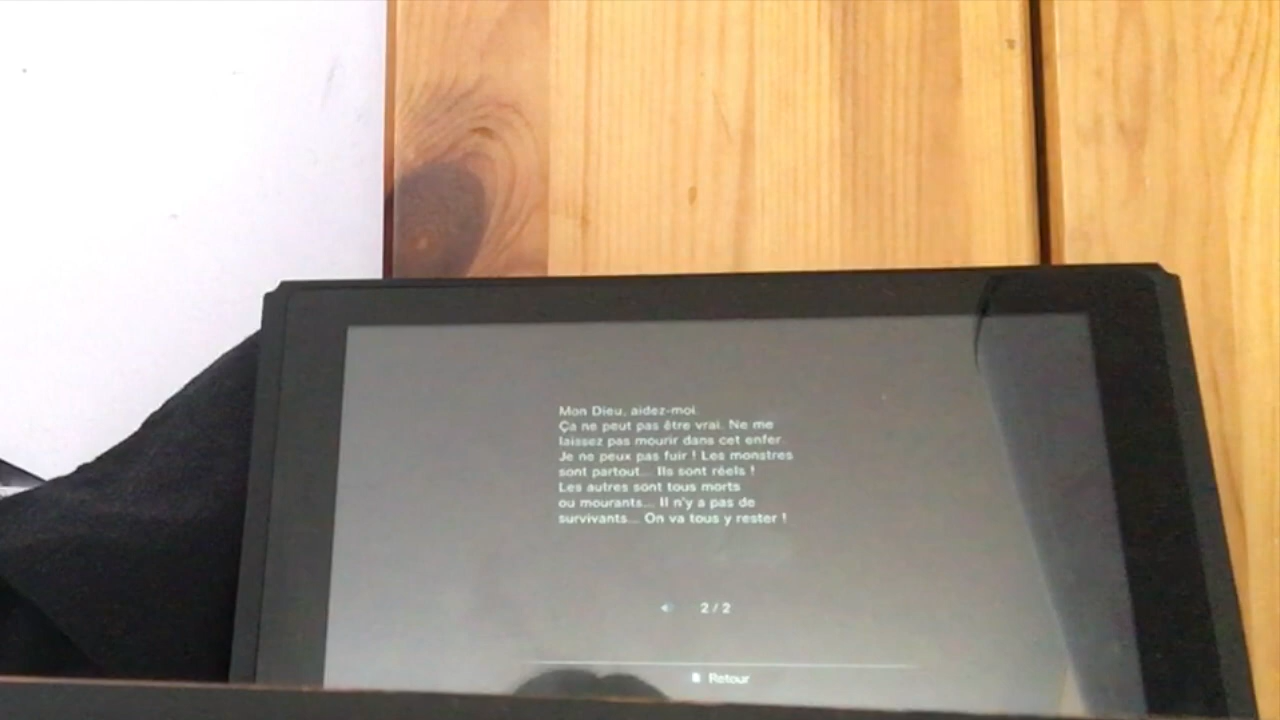 Mon Dieu, aidez-moi.
Ça ne peut pas être vrai. Ne me
laissez pas mourir dans cet enfer.
Je ne peux pas fuir ! Les monstres
sont partout... Ils sont réels !
Les autres sont tous morts
ou mourants... Il n'y a pas de
survivants... On va tous y rester !
2 / 2
B Retour